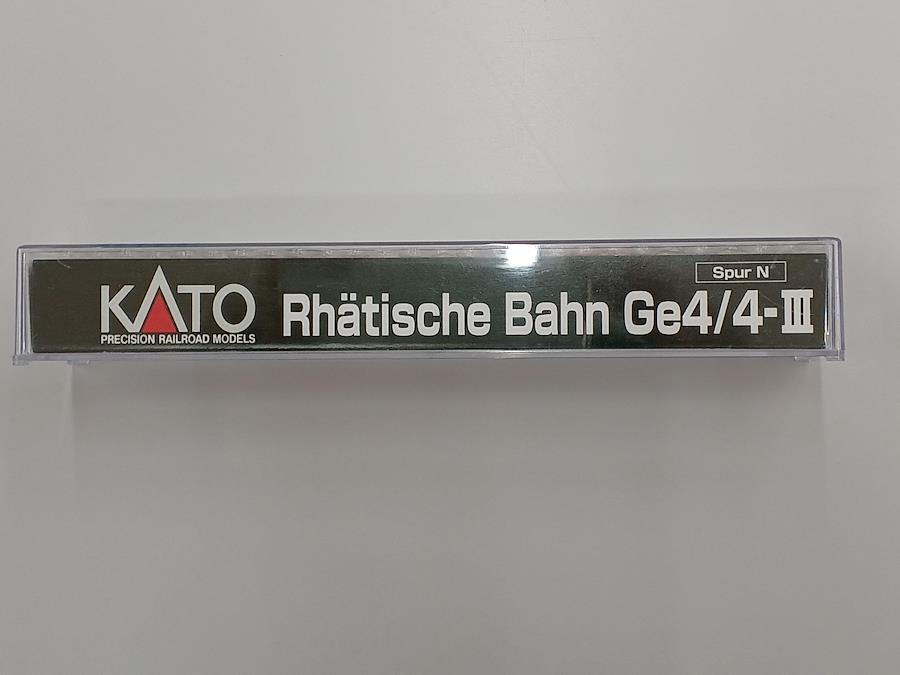 KATO
PRECISION RAILROAD MODELS
Rhätische Bahn Ge4/4-III
Spur N